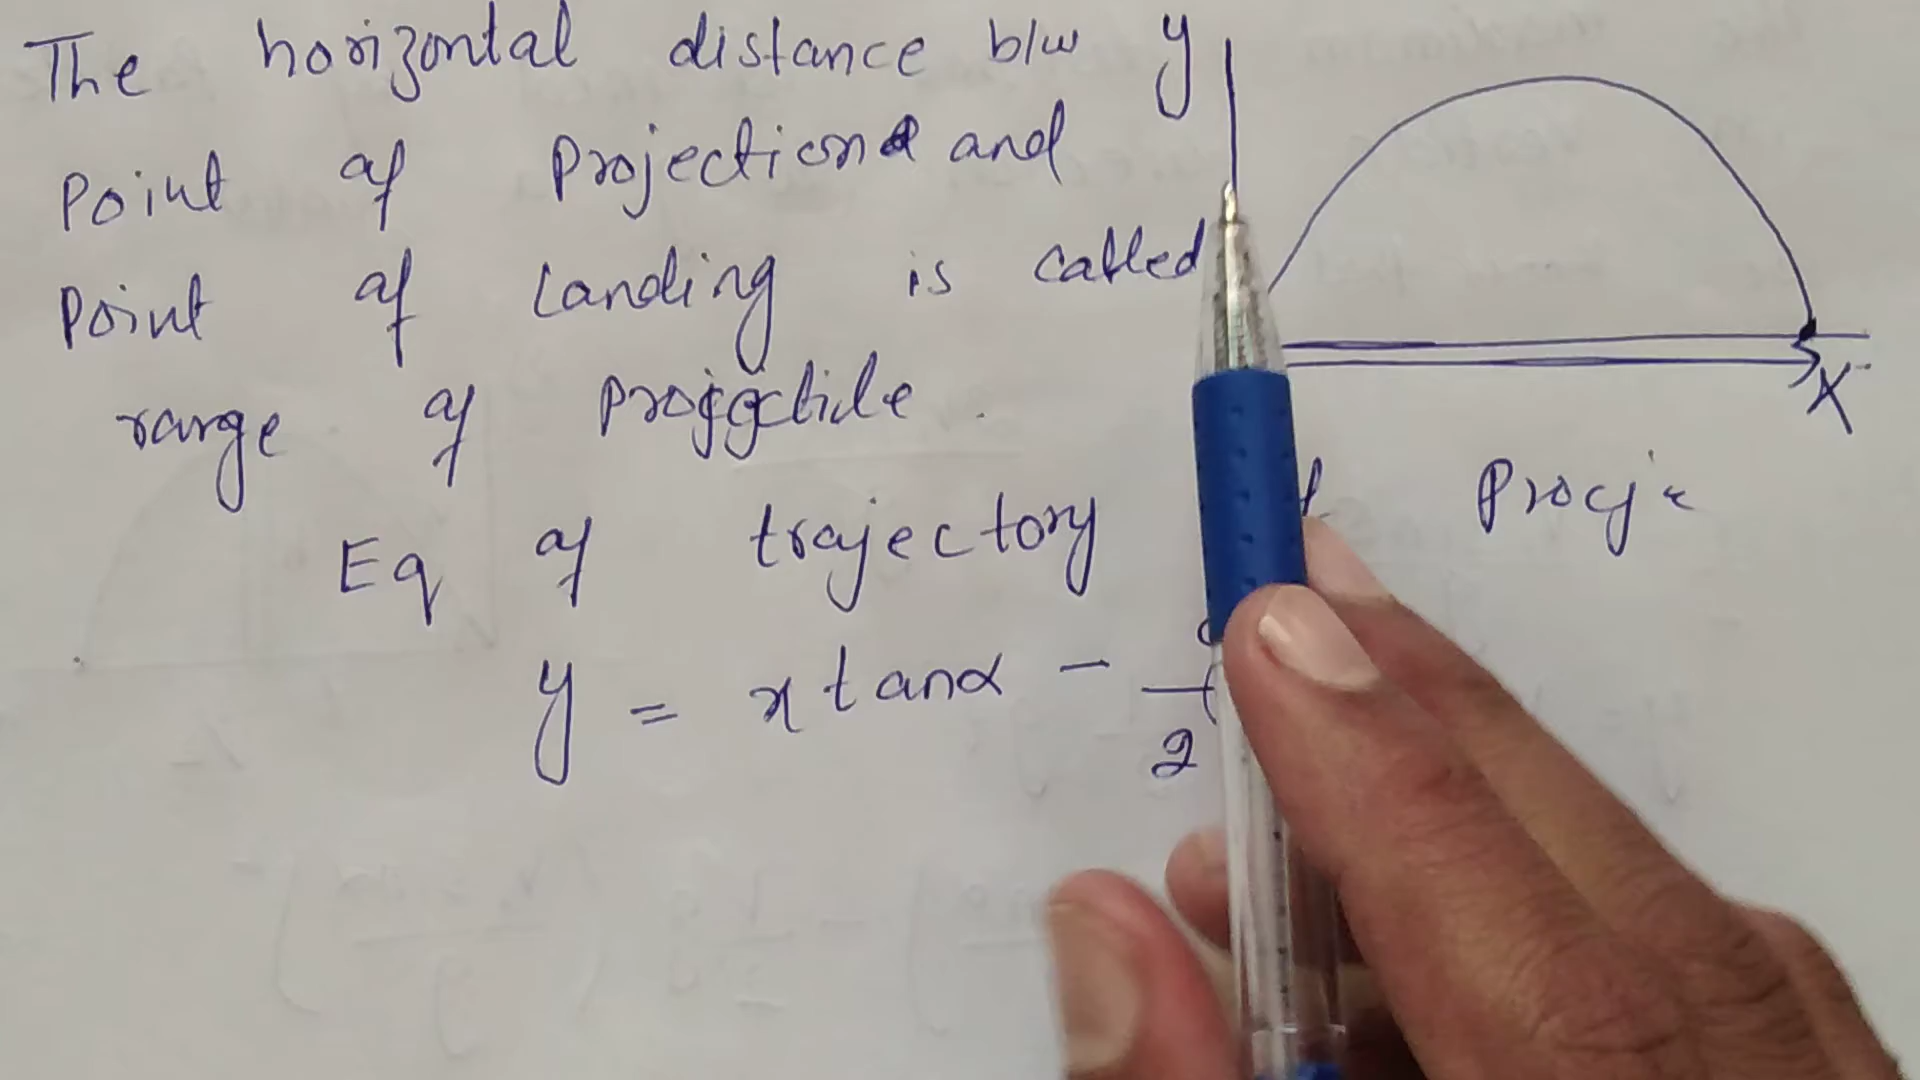 The horizontal distance b/w
Point of Projection and
Point of Landing is called
range of Projectile.
y
X
Eq of trajectory
y = x tanα -
2